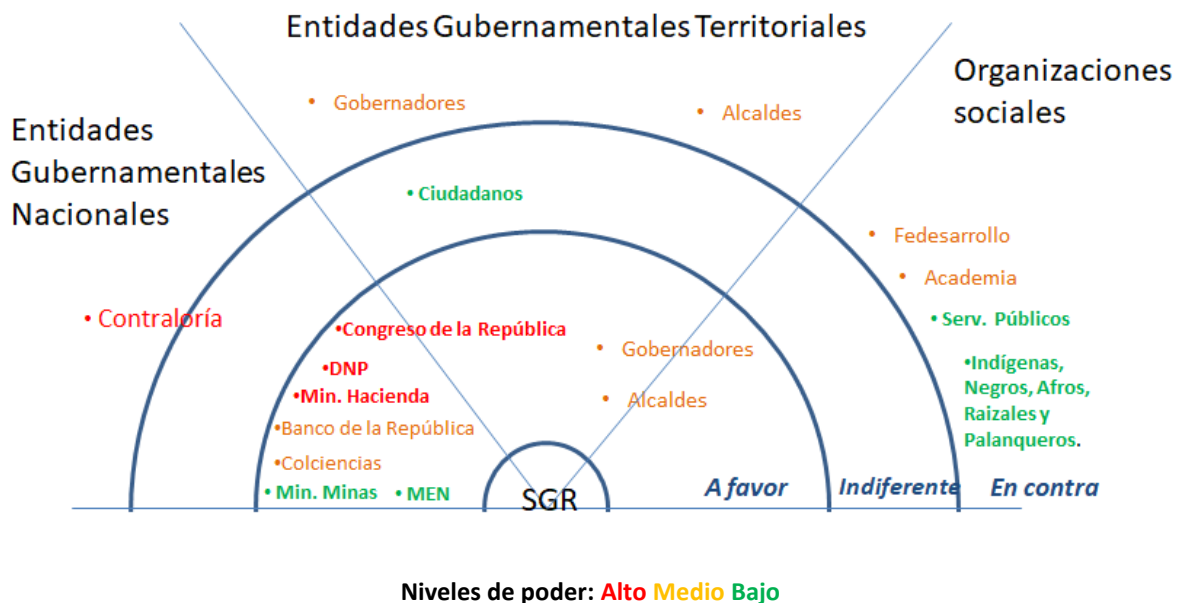 Entidades Gubernamentales Territoriales
Organizaciones
sociales
Entidades
Gubernamentales
Nacionales
• Gobernadores
• Alcaldes
• Ciudadanos
• Fedesarrollo
• Academia
• Serv. Públicos
•Indígenas,
Negros, Afros,
Raizales y
Palanqueros.
• Contraloría
•Congreso de la República
•DNP
•Min. Hacienda
•Banco de la República
•Colciencias
• Min. Minas
• MEN
• Gobernadores
• Alcaldes
SGR
A favor
Indiferente
En contra
Niveles de poder: Alto Medio Bajo